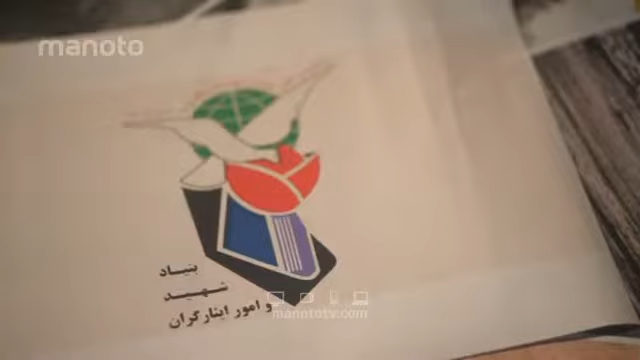 manoto
بنیاد
شهید
و امور ایثارگران
manototv.com